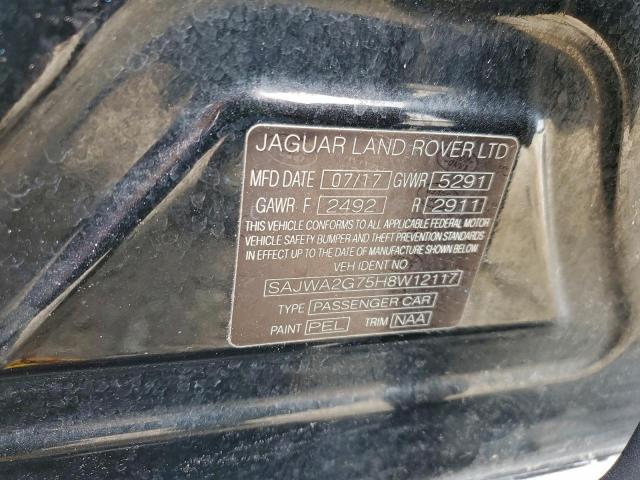 JAGUAR LAND ROVER LTD
MFD DATE 07/17 GVWR 5291
GAWR F 2492 R 2911
THIS VEHICLE CONFORMS TO ALL APPLICABLE FEDERAL MOTOR
VEHICLE SAFETY BUMPER AND THEFT PREVENTION STANDARDS
IN EFFECT UP TO THE DATE OF MANUFACTURE SHOWN BELOW.
VEH IDENT NO
SAJWA2G75H8W12117
TYPE PASSENGER CAR
PAINT PEL TRIM NAA